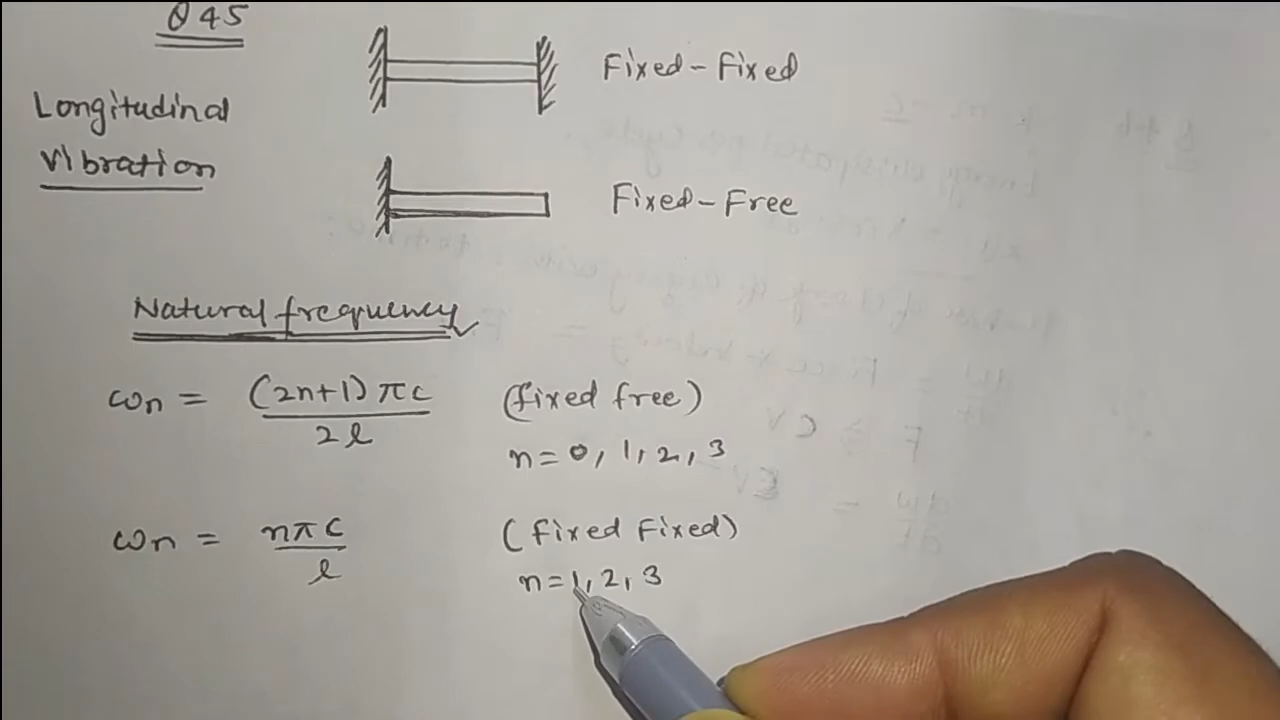 Q 45
Fixed-Fixed
Longitudinal
Vibration
Fixed-Free
Natural frequency
ωn = (2n+1)πc / 2l (fixed free)
n=0, 1, 2, 3
ωn = nπc / l (fixed fixed)
n=1, 2, 3